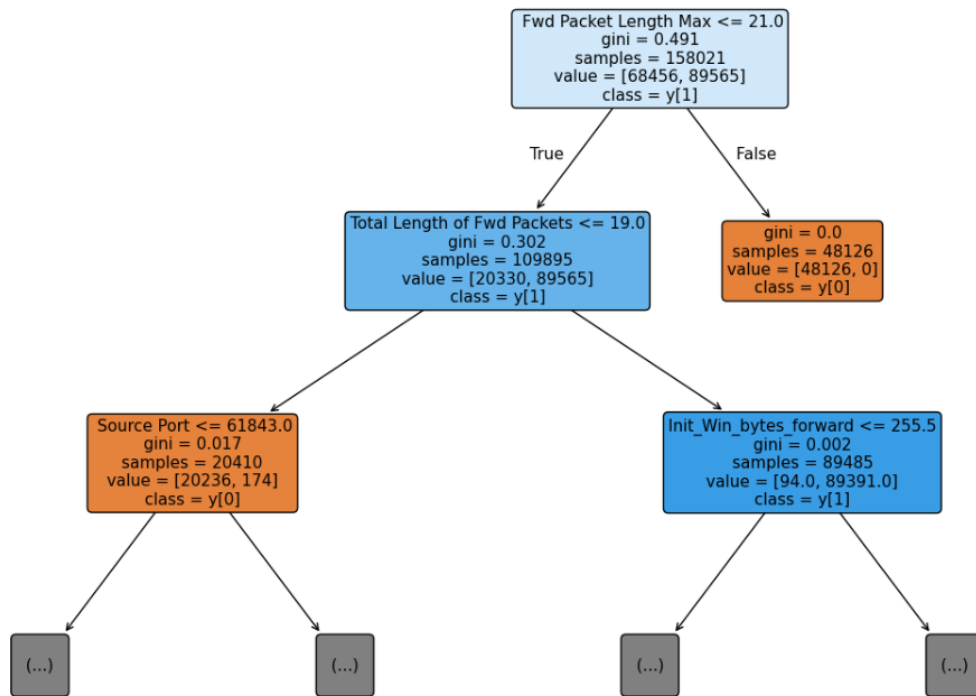 Fwd Packet Length Max <= 21.0
gini = 0.491
samples = 158021
value = [68456, 89565]
class = y[1]
True
False
Total Length of Fwd Packets <= 19.0
gini = 0.302
samples = 109895
value = [20330, 89565]
class = y[1]
gini = 0.0
samples = 48126
value = [48126, 0]
class = y[0]
Source Port <= 61843.0
gini = 0.017
samples = 20410
value = [20236, 174]
class = y[0]
Init_Win_bytes_forward <= 255.5
gini = 0.002
samples = 89485
value = [94.0, 89391.0]
class = y[1]
(...)
(...)
(...)
(...)